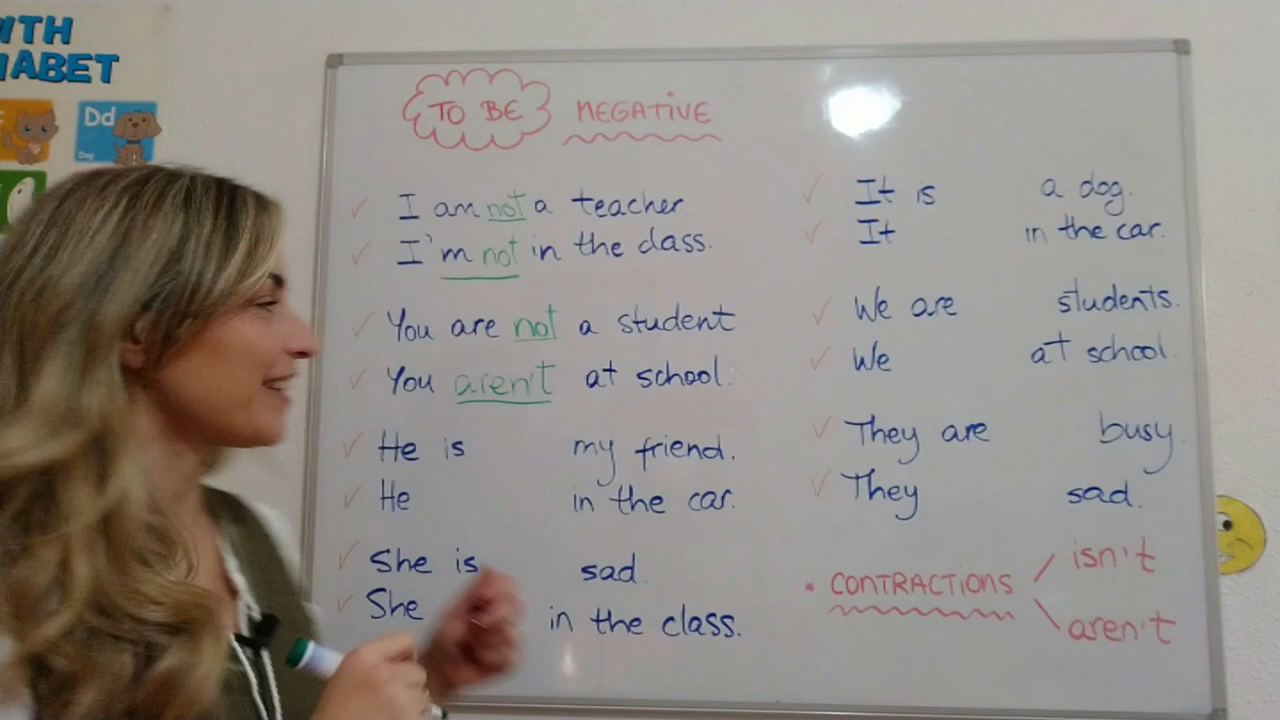 WITH
ABET
Dd
Dog
TO BE NEGATIVE
I am not a teacher
I'm not in the class.
You are not a student
You aren't at school.
He is my friend.
He in the car.
She is sad.
She in the class.
It is a dog.
It in the car.
We are students.
We at school.
They are busy.
They sad.
* CONTRACTIONS
isn't
aren't